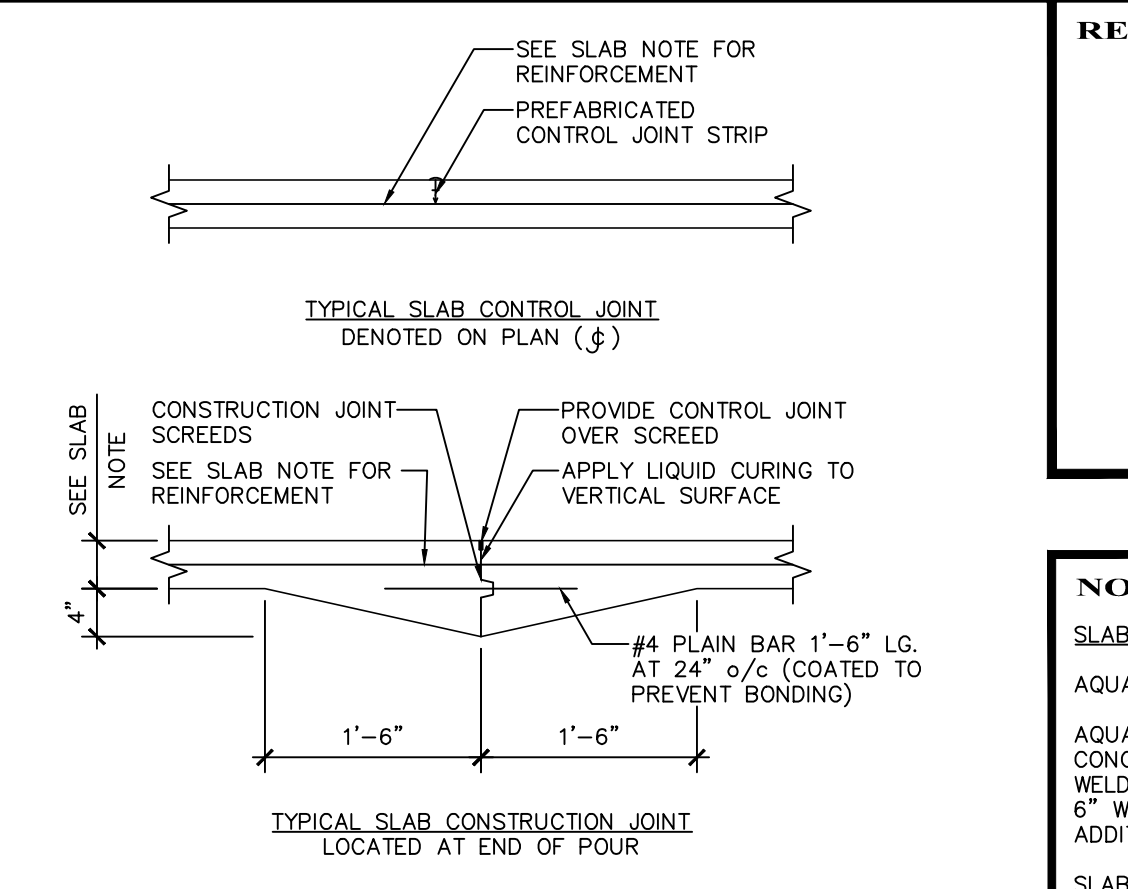 SEE SLAB NOTE FOR
REINFORCEMENT
PREFABRICATED
CONTROL JOINT STRIP
TYPICAL SLAB CONTROL JOINT
DENOTED ON PLAN (₵)
SEE SLAB
NOTE
4"
CONSTRUCTION JOINT
SCREEDS
SEE SLAB NOTE FOR
REINFORCEMENT
PROVIDE CONTROL JOINT
OVER SCREED
APPLY LIQUID CURING TO
VERTICAL SURFACE
#4 PLAIN BAR 1'-6" LG.
AT 24" o/c (COATED TO
PREVENT BONDING)
1'-6"
1'-6"
TYPICAL SLAB CONSTRUCTION JOINT
LOCATED AT END OF POUR
RE
NO
SLAB
AQUA
AQUA
CONC
WELD
6" W
ADDI
SLAB